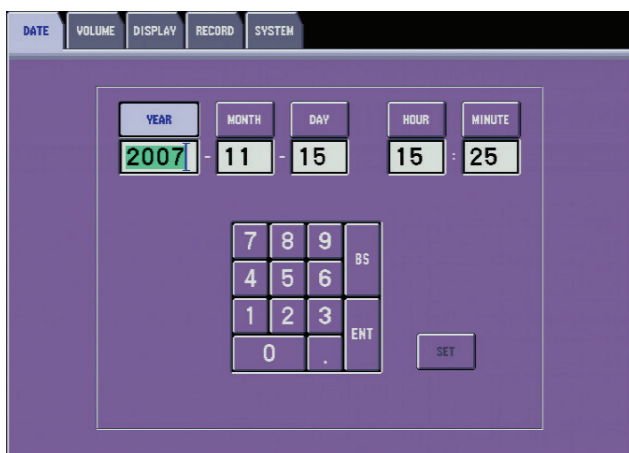 DATE VOLUME DISPLAY RECORD SYSTEM
YEAR MONTH DAY HOUR MINUTE
2007 - 11 - 15 15 : 25
7 8 9 BS
4 5 6
1 2 3 ENT
0 .
SET